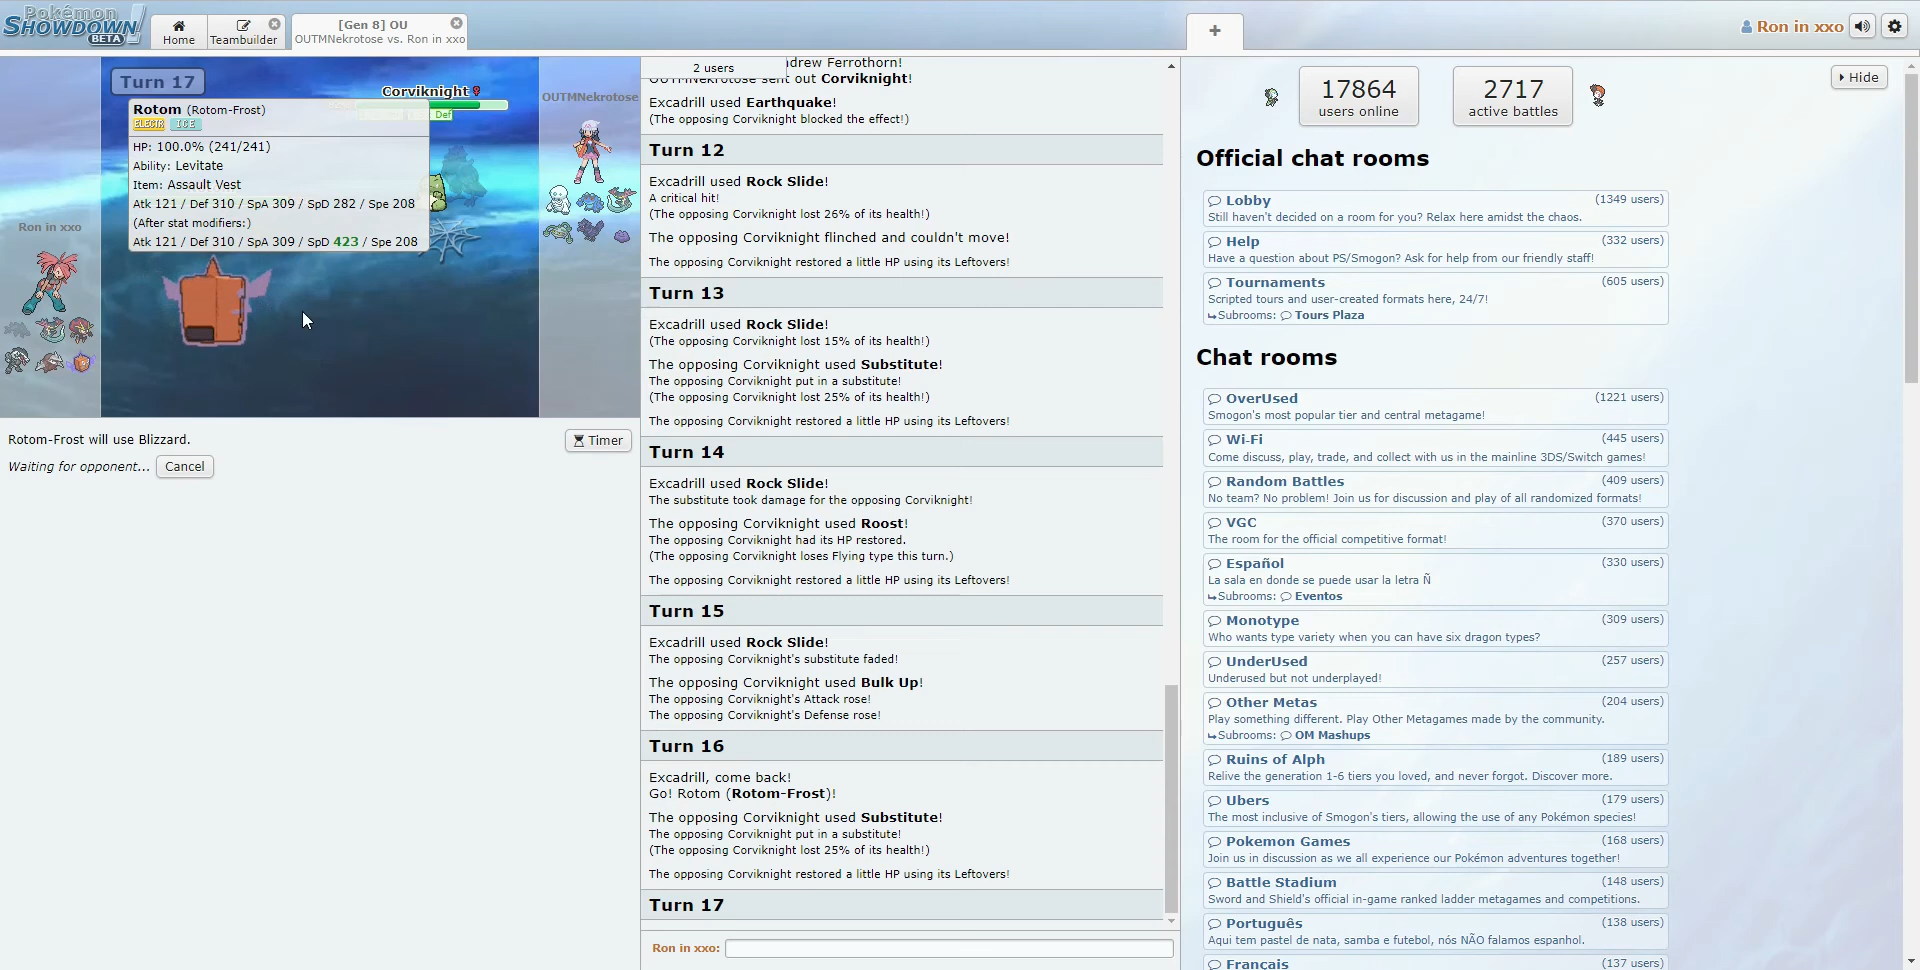 Pokémon
SHOWDOWN!
BETA
Home
Teambuilder
[Gen 8] OU
OUTMNekrotose vs. Ron in xxo
+
Ron in xxo
Turn 17
Corviknight
Def
Rotom (Rotom-Frost)
ELECTR ICE
HP: 100.0% (241/241)
Ability: Levitate
Item: Assault Vest
Atk 121 / Def 310 / SpA 309 / SpD 282 / Spe 208
(After stat modifiers:)
Atk 121 / Def 310 / SpA 309 / SpD 423 / Spe 208
OUTMNekrotose
Ron in xxo
Rotom-Frost will use Blizzard.
Timer
Waiting for opponent... Cancel
2 users
drew Ferrothorn!
OUTMNekrotose sent out Corviknight!
Excadrill used Earthquake!
(The opposing Corviknight blocked the effect!)
Turn 12
Excadrill used Rock Slide!
A critical hit!
(The opposing Corviknight lost 26% of its health!)
The opposing Corviknight flinched and couldn't move!
The opposing Corviknight restored a little HP using its Leftovers!
Turn 13
Excadrill used Rock Slide!
(The opposing Corviknight lost 15% of its health!)
The opposing Corviknight used Substitute!
The opposing Corviknight put in a substitute!
(The opposing Corviknight lost 25% of its health!)
The opposing Corviknight restored a little HP using its Leftovers!
Turn 14
Excadrill used Rock Slide!
The substitute took damage for the opposing Corviknight!
The opposing Corviknight used Roost!
The opposing Corviknight had its HP restored.
(The opposing Corviknight loses Flying type this turn.)
The opposing Corviknight restored a little HP using its Leftovers!
Turn 15
Excadrill used Rock Slide!
The opposing Corviknight's substitute faded!
The opposing Corviknight used Bulk Up!
The opposing Corviknight's Attack rose!
The opposing Corviknight's Defense rose!
Turn 16
Excadrill, come back!
Go! Rotom (Rotom-Frost)!
The opposing Corviknight used Substitute!
The opposing Corviknight put in a substitute!
(The opposing Corviknight lost 25% of its health!)
The opposing Corviknight restored a little HP using its Leftovers!
Turn 17
Ron in xxo:
Hide
17864
users online
2717
active battles
Official chat rooms
Lobby (1349 users)
Still haven't decided on a room for you? Relax here amidst the chaos.
Help (332 users)
Have a question about PS/Smogon? Ask for help from our friendly staff!
Tournaments (605 users)
Scripted tours and user-created formats here, 24/7!
Subrooms: Tours Plaza
Chat rooms
OverUsed (1221 users)
Smogon's most popular tier and central metagame!
Wi-Fi (445 users)
Come discuss, play, trade, and collect with us in the mainline 3DS/Switch games!
Random Battles (409 users)
No team? No problem! Join us for discussion and play of all randomized formats!
VGC (370 users)
The room for the official competitive format!
Español (330 users)
La sala en donde se puede usar la letra Ñ
Subrooms: Eventos
Monotype (309 users)
Who wants type variety when you can have six dragon types?
UnderUsed (257 users)
Underused but not underplayed!
Other Metas (204 users)
Play something different. Play Other Metagames made by the community.
Subrooms: OM Mashups
Ruins of Alph (189 users)
Relive the generation 1-6 tiers you loved, and never forgot. Discover more.
Ubers (179 users)
The most inclusive of Smogon's tiers, allowing the use of any Pokémon species!
Pokemon Games (168 users)
Join us in discussion as we all experience our Pokémon adventures together!
Battle Stadium (148 users)
Sword and Shield's official in-game ranked ladder metagames and competitions.
Português (138 users)
Aqui tem pastel de nata, samba e futebol, nós NÃO falamos espanhol.
Français (137 users)